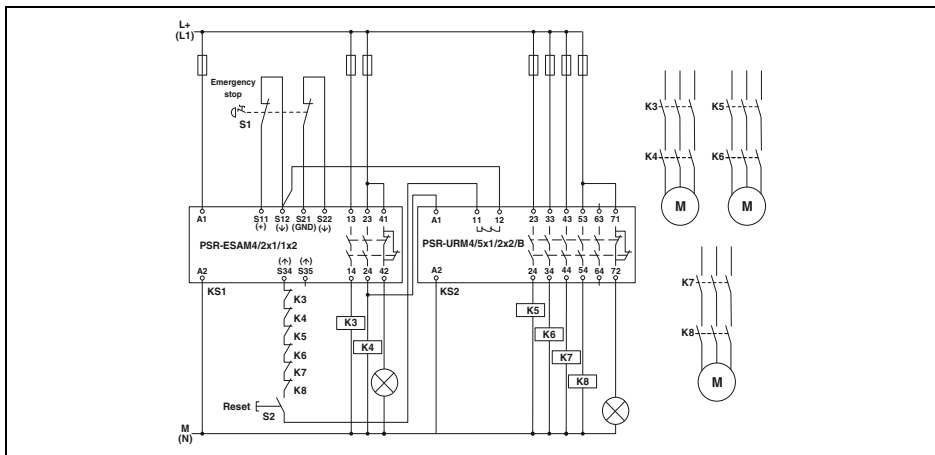 L+
(L1)
Emergency
stop
S1
K3 K5
K4 K6
M M
A1 S11 S12 S21 S22 13 23 41 A1 11 12 23 33 43 53 63 71
(+) (↓) (GND) (↓)
PSR-ESAM4/2x1/1x2 PSR-URM4/5x1/2x2/B
(↑) (↑)
A2 S34 S35 14 24 42 A2 24 34 44 54 64 72
KS1 KS2
K3
K4
K5
K6
K7
K8
K3
K4
K5
K6
K7
K8
Reset
S2
M
(N)
K7
K8
M